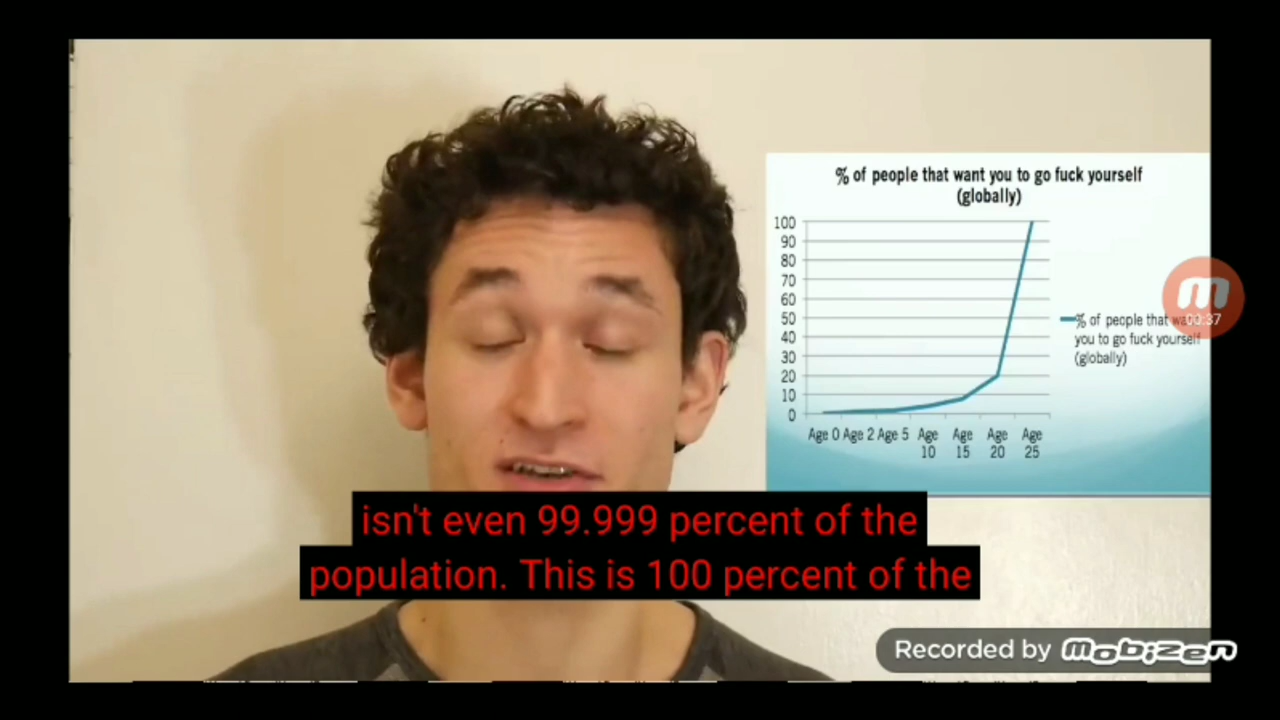 % of people that want you to go fuck yourself
(globally)
100
90
80
70
60
50
40
30
20
10
0
Age 0 Age 2 Age 5 Age 10 Age 15 Age 20 Age 25
% of people that want
you to go fuck yourself
(globally)
00:37
isn't even 99.999 percent of the
population. This is 100 percent of the
Recorded by Mobizen